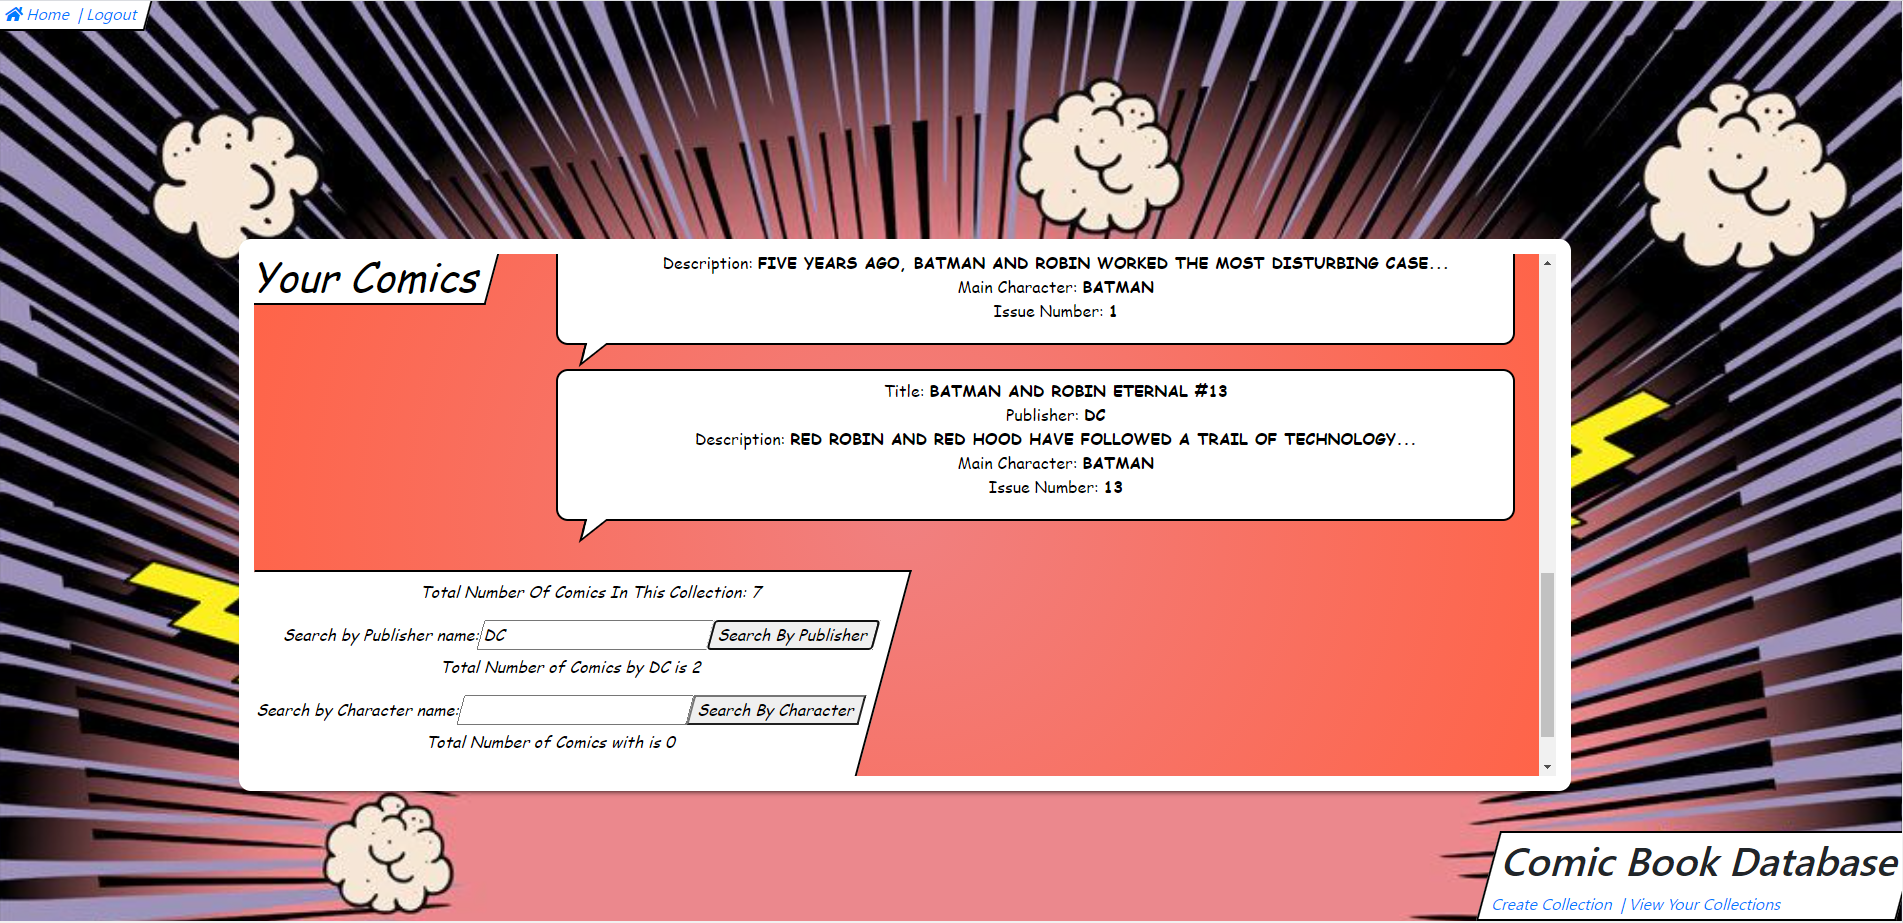 Home | Logout
Your Comics
Description: FIVE YEARS AGO, BATMAN AND ROBIN WORKED THE MOST DISTURBING CASE...
Main Character: BATMAN
Issue Number: 1
Title: BATMAN AND ROBIN ETERNAL #13
Publisher: DC
Description: RED ROBIN AND RED HOOD HAVE FOLLOWED A TRAIL OF TECHNOLOGY...
Main Character: BATMAN
Issue Number: 13
Total Number Of Comics In This Collection: 7
Search by Publisher name: DC Search By Publisher
Total Number of Comics by DC is 2
Search by Character name: Search By Character
Total Number of Comics with is 0
Comic Book Database
Create Collection | View Your Collections